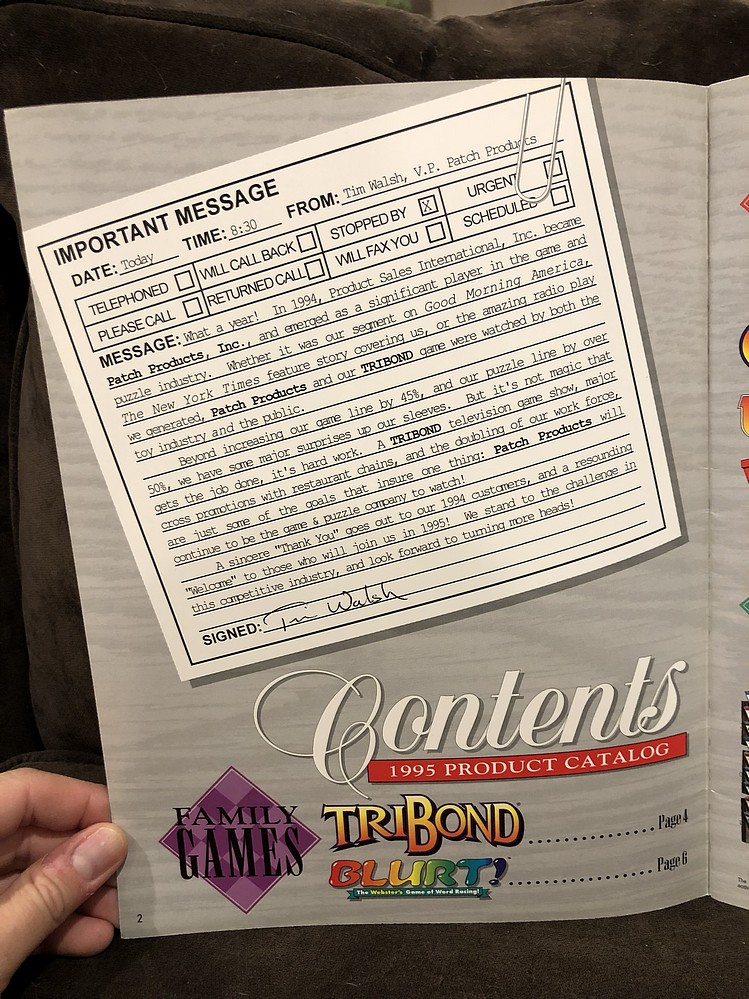 IMPORTANT MESSAGE
DATE: Today TIME: 8:30 FROM: Tim Walsh, V.P. Patch Products
TELEPHONED WILL CALL BACK STOPPED BY X URGENT
PLEASE CALL RETURNED CALL WILL FAX YOU SCHEDULED
MESSAGE: What a year! In 1994, Product Sales International, Inc. became
Patch Products, Inc., and emerged as a significant player in the game and
puzzle industry. Whether it was our segment on Good Morning America,
The New York Times feature story covering us, or the amazing radio play
we generated, Patch Products and our TRIBOND game were watched by both the
toy industry and the public.
Beyond increasing our game line by 45%, and our puzzle line by over
50%, we have some major surprises up our sleeves. But it's not magic that
gets the job done, it's hard work. A TRIBOND television game show, major
cross promotions with restaurant chains, and the doubling of our work force,
are just some of the goals that insure one thing: Patch Products will
continue to be the game & puzzle company to watch!
A sincere "Thank You" goes out to our 1994 customers, and a resounding
"Welcome" to those who will join us in 1995! We stand to the challenge in
this competitive industry, and look forward to turning more heads!
SIGNED: Tim Walsh
Contents
1995 PRODUCT CATALOG
FAMILY
GAMES
TRIBOND ................ Page 4
BLURT! ................ Page 6
The Webster's Game of Word Racing!
2